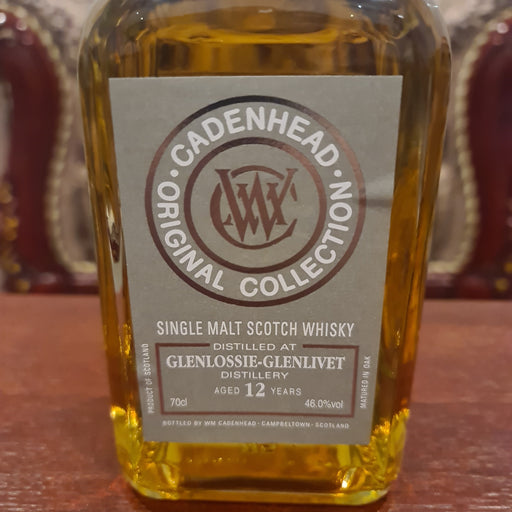 · CADENHEAD ·
ORIGINAL COLLECTION
WC
SINGLE MALT SCOTCH WHISKY
DISTILLED AT
GLENLOSSIE-GLENLIVET
DISTILLERY
AGED 12 YEARS
70cl 46.0%vol
PRODUCT OF SCOTLAND
MATURED IN OAK
BOTTLED BY WM CADENHEAD · CAMPBELTOWN · SCOTLAND